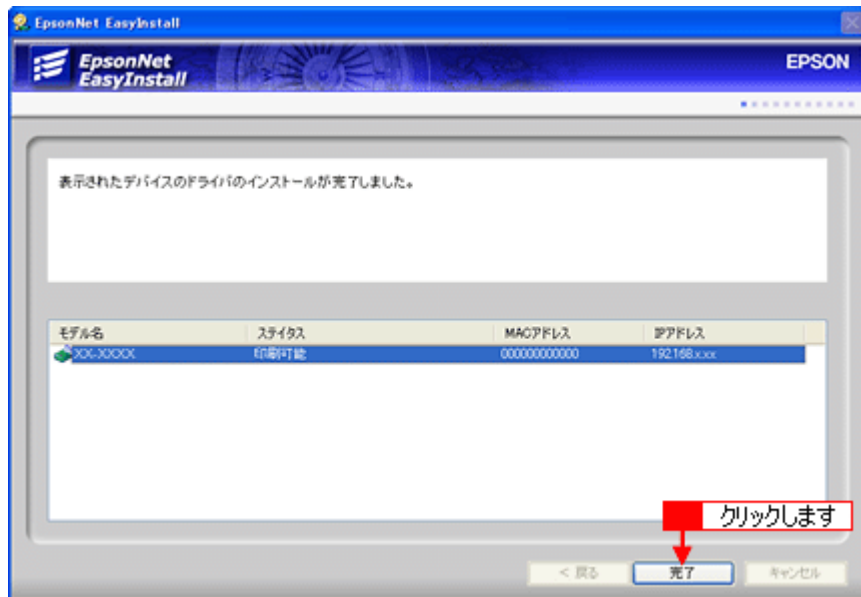 EpsonNet EasyInstall
EpsonNet
EasyInstall
EPSON
表示されたデバイスのドライバのインストールが完了しました。
モデル名 ステイタス MACアドレス IPアドレス
XX-XXXX 印刷可能 000000000000 192.168.x.xx
クリックします
< 戻る 完了 キャンセル